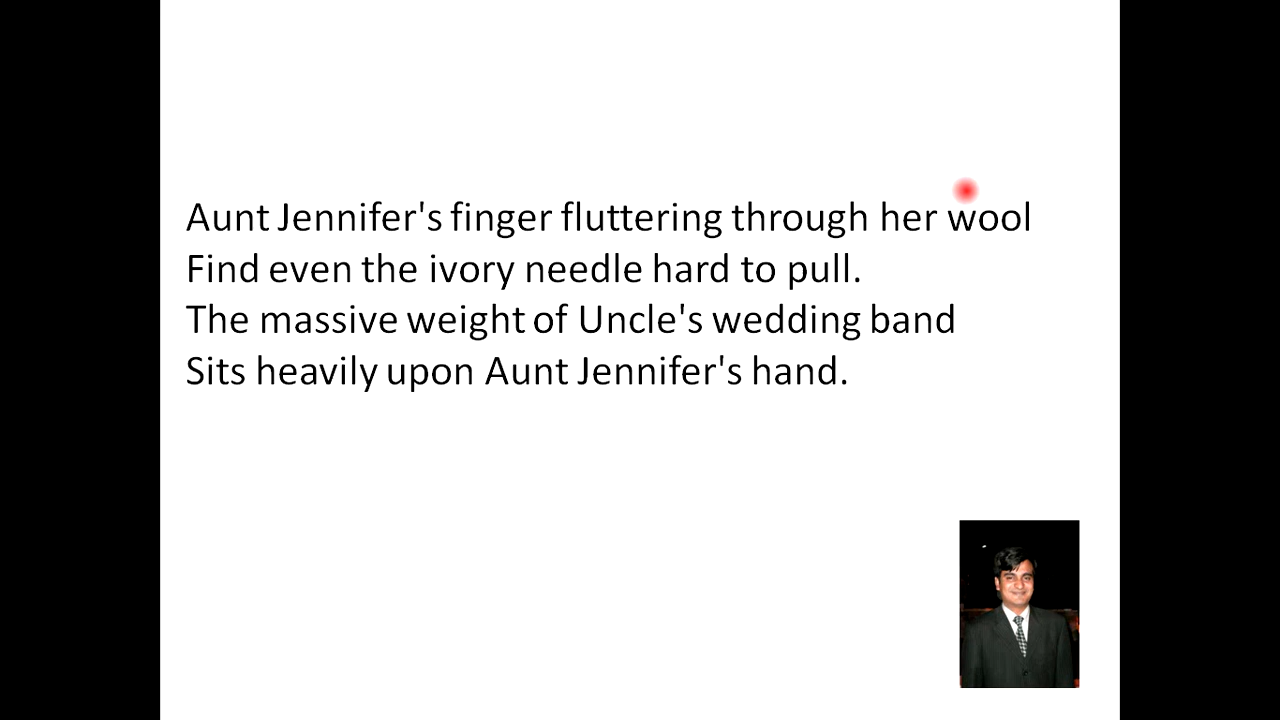 Aunt Jennifer's finger fluttering through her wool
Find even the ivory needle hard to pull.
The massive weight of Uncle's wedding band
Sits heavily upon Aunt Jennifer's hand.